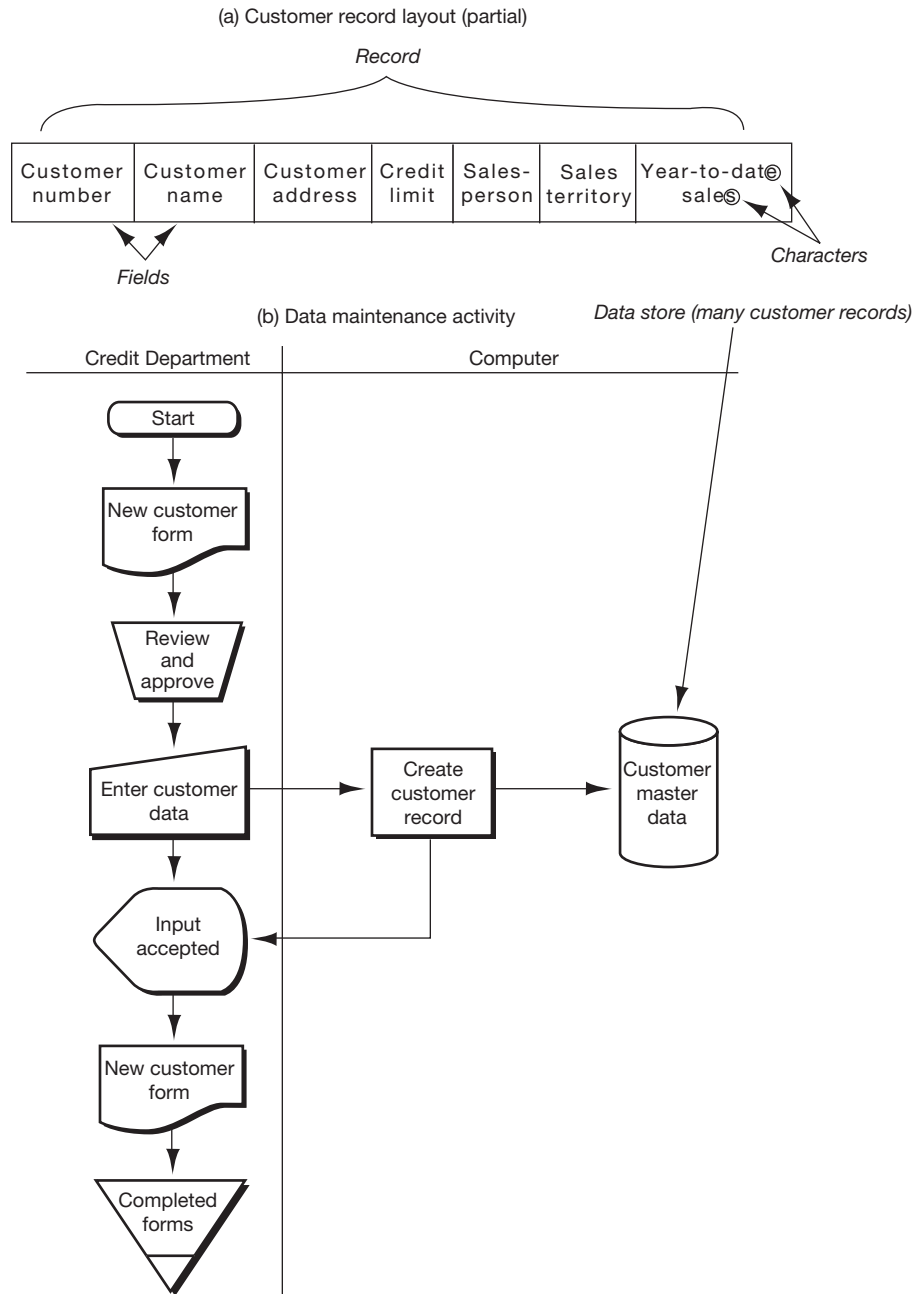 (a) Customer record layout (partial)
Record
Customer number
Customer name
Customer address
Credit limit
Sales-person
Sales territory
Year-to-date sales
Fields
Characters
(b) Data maintenance activity
Data store (many customer records)
Credit Department
Computer
Start
New customer
form
Review
and
approve
Enter customer
data
Create
customer
record
Customer
master
data
Input
accepted
New customer
form
Completed
forms